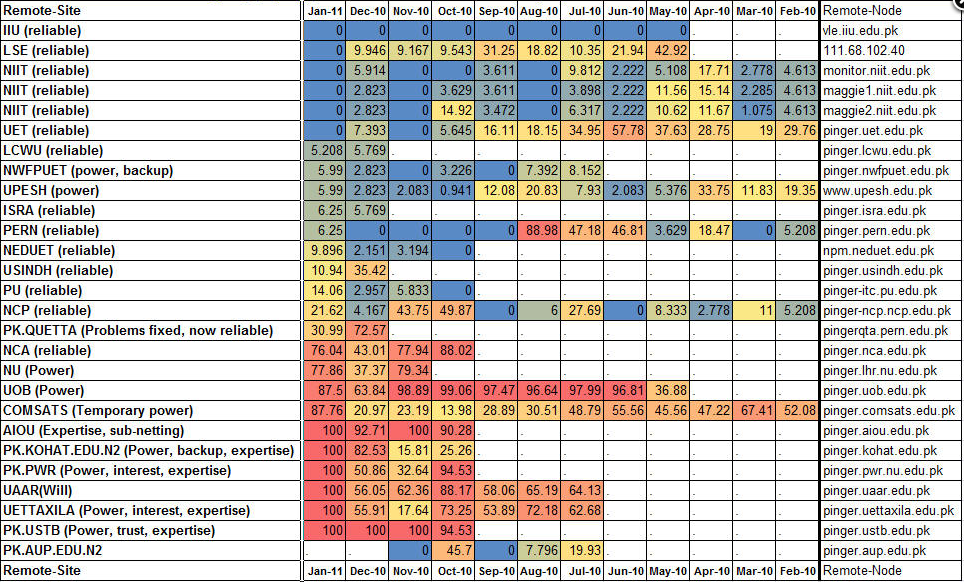 Remote-Site Jan-11 Dec-10 Nov-10 Oct-10 Sep-10 Aug-10 Jul-10 Jun-10 May-10 Apr-10 Mar-10 Feb-10 Remote-Node
IIU (reliable) 0 0 0 0 0 0 0 0 0 . . . vle.iiu.edu.pk
LSE (reliable) 0 9.946 9.167 9.543 31.25 18.82 10.35 21.94 42.92 . . . 111.68.102.40
NIIT (reliable) 0 5.914 0 0 3.611 0 9.812 2.222 5.108 17.71 2.778 4.613 monitor.niit.edu.pk
NIIT (reliable) 0 2.823 0 3.629 3.611 0 3.898 2.222 11.56 15.14 2.285 4.613 maggie1.niit.edu.pk
NIIT (reliable) 0 2.823 0 14.92 3.472 0 6.317 2.222 10.62 11.67 1.075 4.613 maggie2.niit.edu.pk
UET (reliable) 0 7.393 0 5.645 16.11 18.15 34.95 57.78 37.63 28.75 19 29.76 pinger.uet.edu.pk
LCWU (reliable) 5.208 5.769 . . . . . . . . . . pinger.lcwu.edu.pk
NWFPUET (power, backup) 5.99 2.823 0 3.226 0 7.392 8.152 . . . . . pinger.nwfpuet.edu.pk
UPESH (power) 5.99 2.823 2.083 0.941 12.08 20.83 7.93 2.083 5.376 33.75 11.83 19.35 www.upesh.edu.pk
ISRA (reliable) 6.25 5.769 . . . . . . . . . . pinger.isra.edu.pk
PERN (reliable) 6.25 0 0 0 0 88.98 47.18 46.81 3.629 18.47 0 5.208 pinger.pern.edu.pk
NEDUET (reliable) 9.896 2.151 3.194 0 . . . . . . . . npm.neduet.edu.pk
USINDH (reliable) 10.94 35.42 . . . . . . . . . . pinger.usindh.edu.pk
PU (reliable) 14.06 2.957 5.833 0 . . . . . . . . pinger-itc.pu.edu.pk
NCP (reliable) 21.62 4.167 43.75 49.87 0 6 27.69 0 8.333 2.778 11 5.208 pinger-ncp.ncp.edu.pk
PK.QUETTA (Problems fixed, now reliable) 30.99 72.57 . . . . . . . . . . pingerqta.pern.edu.pk
NCA (reliable) 76.04 43.01 77.94 88.02 . . . . . . . . pinger.nca.edu.pk
NU (Power) 77.86 37.37 79.34 . . . . . . . . . pinger.lhr.nu.edu.pk
UOB (Power) 87.5 63.84 98.89 99.06 97.47 96.64 97.99 96.81 36.88 . . . pinger.uob.edu.pk
COMSATS (Temporary power) 87.76 20.97 23.19 13.98 28.89 30.51 48.79 55.56 45.56 47.22 67.41 52.08 pinger.comsats.edu.pk
AIOU (Expertise, sub-netting) 100 92.71 100 90.28 . . . . . . . . pinger.aiou.edu.pk
PK.KOHAT.EDU.N2 (Power, backup, expertise) 100 82.53 15.81 25.26 . . . . . . . . pinger.kohat.edu.pk
PK.PWR (Power, interest, expertise) 100 50.86 32.64 94.53 . . . . . . . . pinger.pwr.nu.edu.pk
UAAR(Will) 100 56.05 62.36 88.17 58.06 65.19 64.13 . . . . . pinger.uaar.edu.pk
UETTAXILA (Power, interest, expertise) 100 55.91 17.64 73.25 53.89 72.18 62.68 . . . . . pinger.uettaxila.edu.pk
PK.USTB (Power, trust, expertise) 100 100 100 94.53 . . . . . . . . pinger.ustb.edu.pk
PK.AUP.EDU.N2 . . 0 45.7 0 7.796 19.93 . . . . . pinger.aup.edu.pk
Remote-Site Jan-11 Dec-10 Nov-10 Oct-10 Sep-10 Aug-10 Jul-10 Jun-10 May-10 Apr-10 Mar-10 Feb-10 Remote-Node